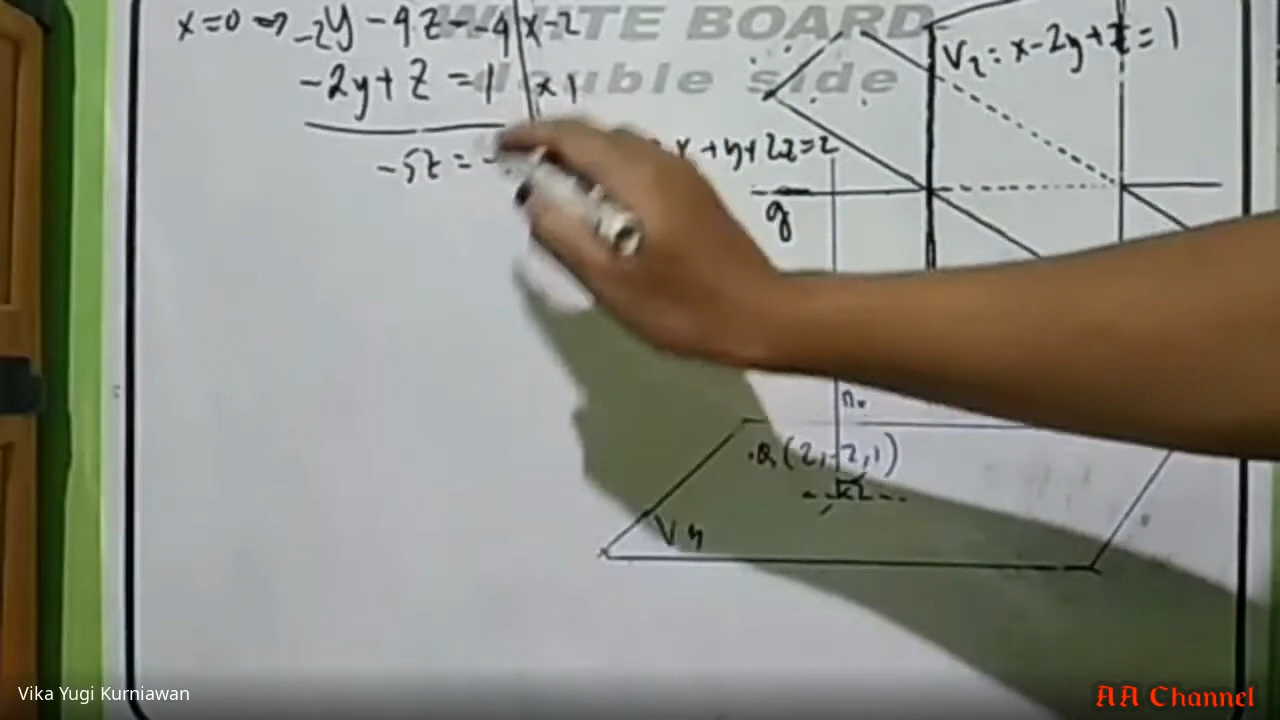 x=0 ⇒ -2y -4z = -4 | x-2
-2y+z = 1 | x1
-5z =
WHITE BOARD
double side
V₂: x-2y+z=1
x+y+2z=2
g
n.
.Q(2,-2,1)
V4
Vika Yugi Kurniawan
AA Channel